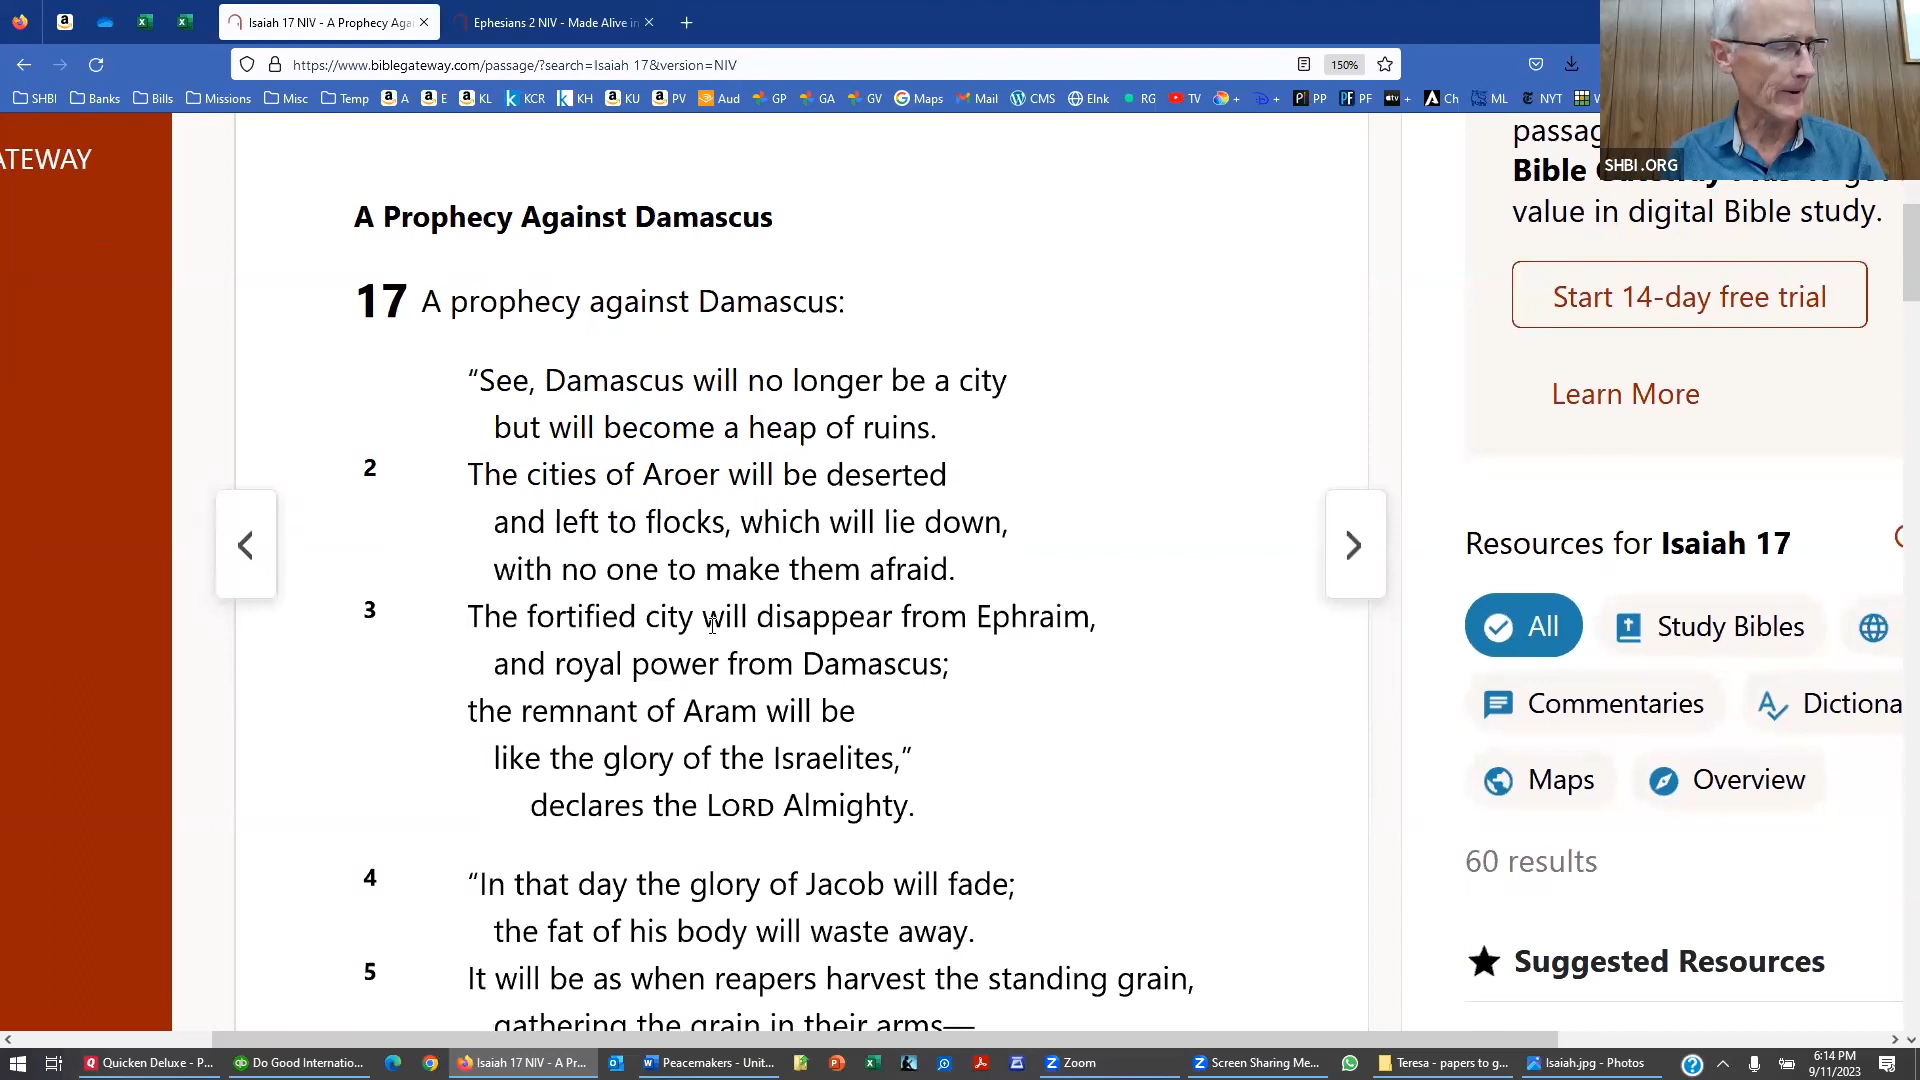 Isaiah 17 NIV - A Prophecy Aga
Ephesians 2 NIV - Made Alive in
https://www.biblegateway.com/passage/?search=Isaiah 17&version=NIV
150%
SHBI Banks Bills Missions Misc Temp A E KL KCR KH KU PV Aud GP GA GV Maps Mail CMS Elnk RG TV + + PP PF + Ch ML NYT
SHBI.ORG
ATEWAY
A Prophecy Against Damascus
17 A prophecy against Damascus:
“See, Damascus will no longer be a city
but will become a heap of ruins.
2 The cities of Aroer will be deserted
and left to flocks, which will lie down,
with no one to make them afraid.
3 The fortified city will disappear from Ephraim,
and royal power from Damascus;
the remnant of Aram will be
like the glory of the Israelites,”
declares the LORD Almighty.
4 “In that day the glory of Jacob will fade;
the fat of his body will waste away.
5 It will be as when reapers harvest the standing grain,
gathering the grain in their arms—
passag
Bible
value in digital Bible study.
Start 14-day free trial
Learn More
Resources for Isaiah 17
All Study Bibles
Commentaries Dictiona
Maps Overview
60 results
Suggested Resources
Quicken Deluxe - P... Do Good Internatio... Isaiah 17 NIV - A Pr... Peacemakers - Unit... Zoom Screen Sharing Me... Teresa - papers to g... Isaiah.jpg - Photos
6:14 PM
9/11/2023